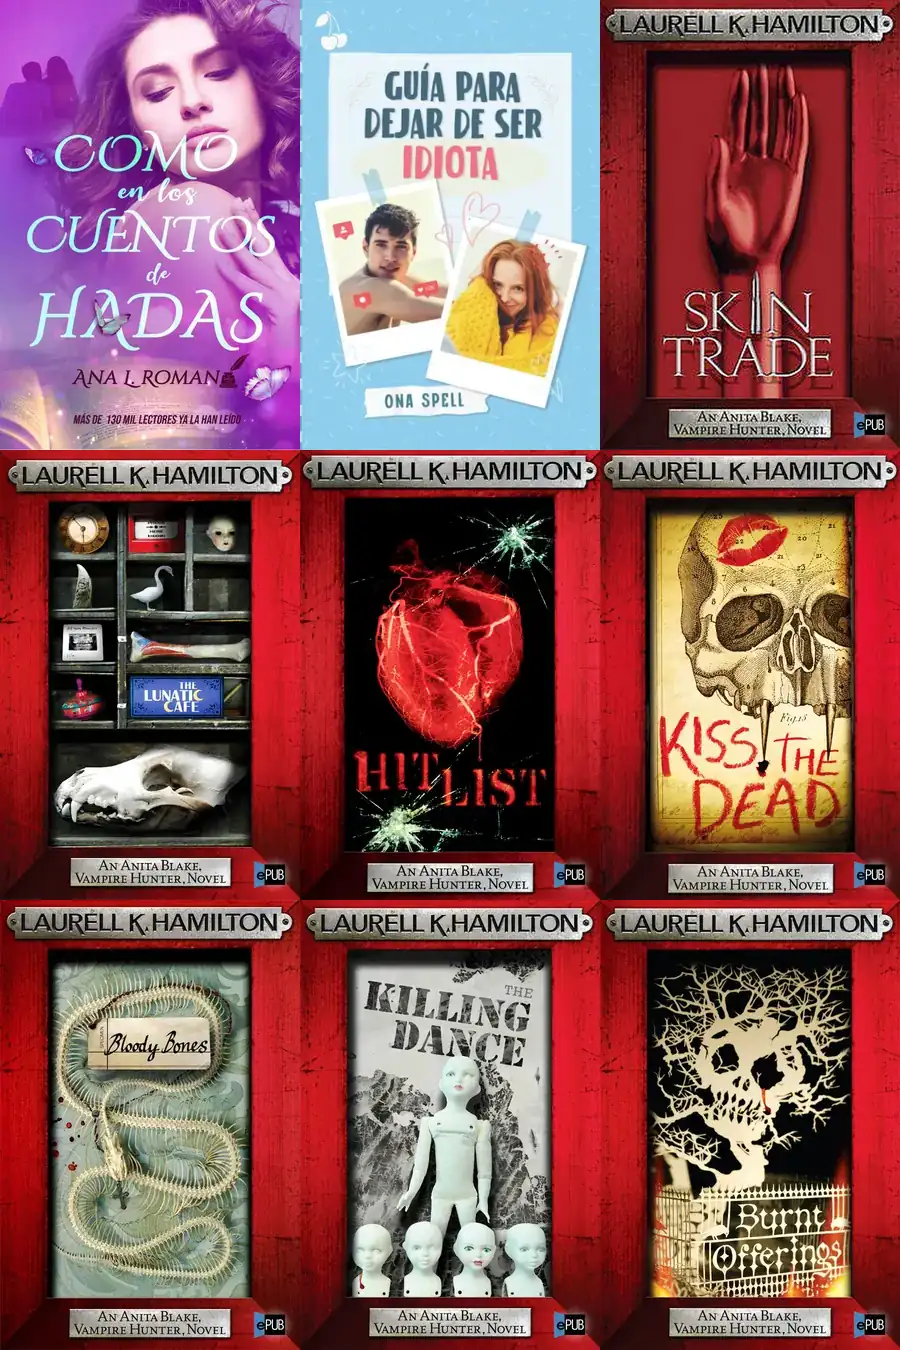 COMO
en los
CUENTOS
de
HADAS
ANA L. ROMAN
MÁS DE 130 MIL LECTORES YA LA HAN LEÍDO
GUÍA PARA
DEJAR DE SER
IDIOTA
ONA SPELL
LAURELL K. HAMILTON
SKIN
TRADE
AN ANITA BLAKE,
VAMPIRE HUNTER, NOVEL
ePUB
LAURELL K. HAMILTON
THE
LUNATIC
CAFE
AN ANITA BLAKE,
VAMPIRE HUNTER, NOVEL
ePUB
LAURELL K. HAMILTON
HIT LIST
AN ANITA BLAKE,
VAMPIRE HUNTER, NOVEL
ePUB
LAURELL K. HAMILTON
Fig. 15
KISS THE
DEAD
AN ANITA BLAKE,
VAMPIRE HUNTER, NOVEL
ePUB
LAURELL K. HAMILTON
Bloody Bones
AN ANITA BLAKE,
VAMPIRE HUNTER, NOVEL
ePUB
LAURELL K. HAMILTON
THE
KILLING
DANCE
AN ANITA BLAKE,
VAMPIRE HUNTER, NOVEL
ePUB
LAURELL K. HAMILTON
Burnt
Offerings
AN ANITA BLAKE,
VAMPIRE HUNTER, NOVEL
ePUB